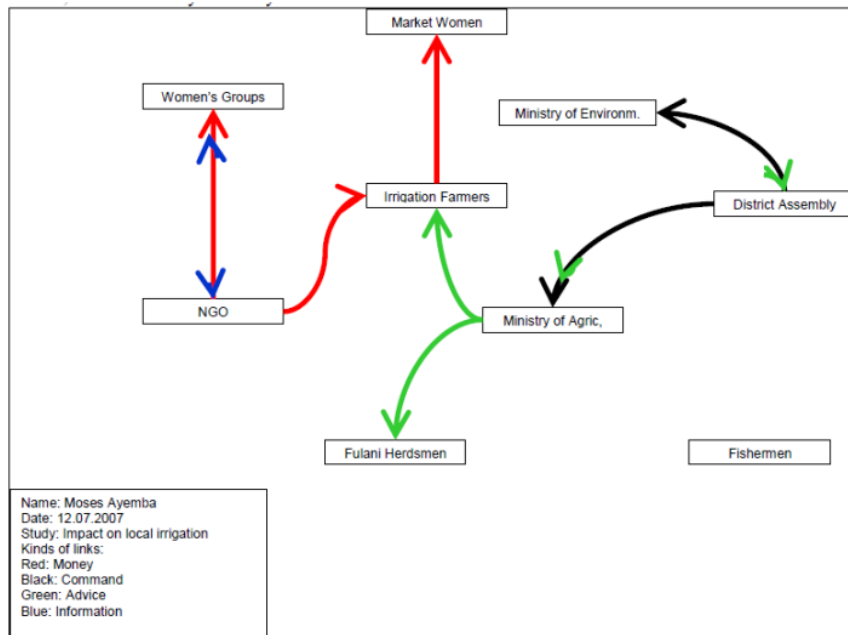 Market Women
Women's Groups
Ministry of Environm.
Irrigation Farmers
District Assembly
NGO
Ministry of Agric,
Fulani Herdsmen
Fishermen
Name: Moses Ayemba
Date: 12.07.2007
Study: Impact on local irrigation
Kinds of links:
Red: Money
Black: Command
Green: Advice
Blue: Information